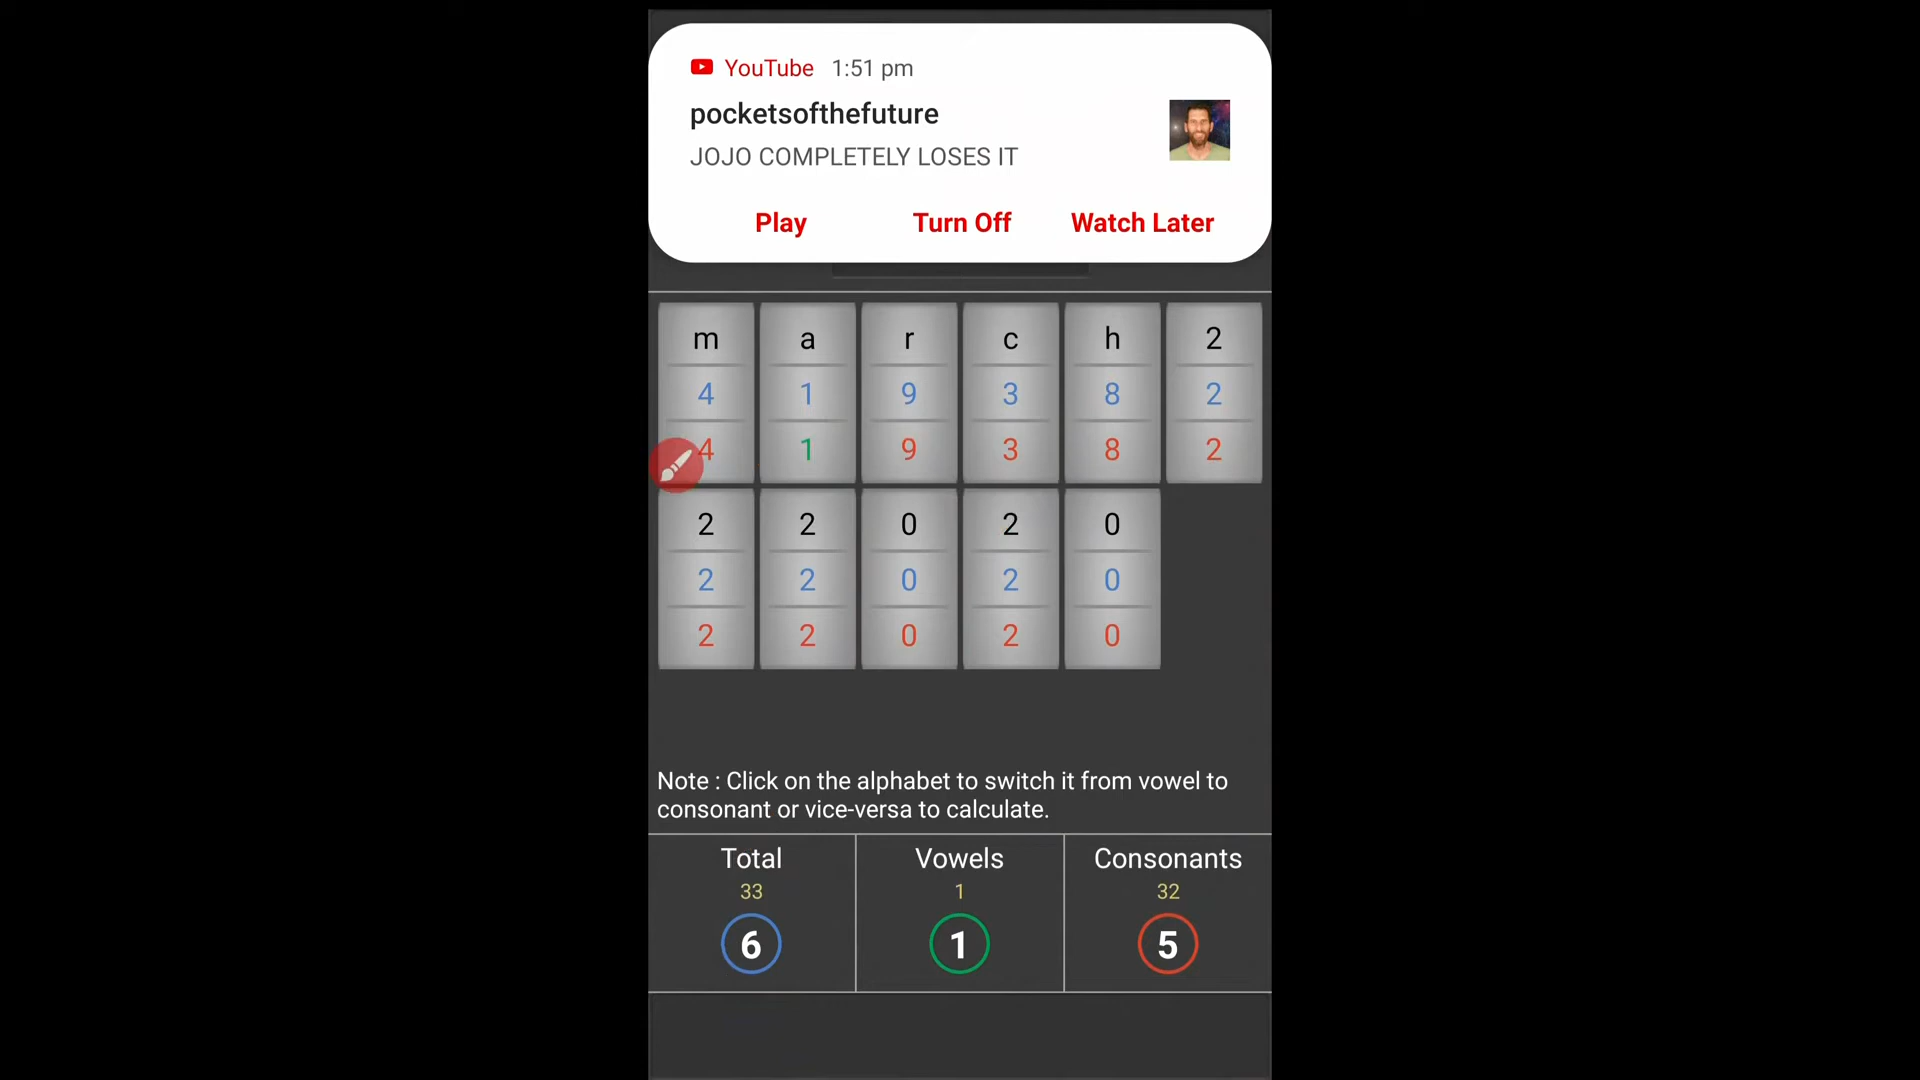 YouTube 1:51 pm
pocketsofthefuture
JOJO COMPLETELY LOSES IT
Play Turn Off Watch Later
m a r c h 2
4 1 9 3 8 2
4 1 9 3 8 2
2 2 0 2 0
2 2 0 2 0
2 2 0 2 0
Note : Click on the alphabet to switch it from vowel to
consonant or vice-versa to calculate.
Total Vowels Consonants
33 1 32
6 1 5